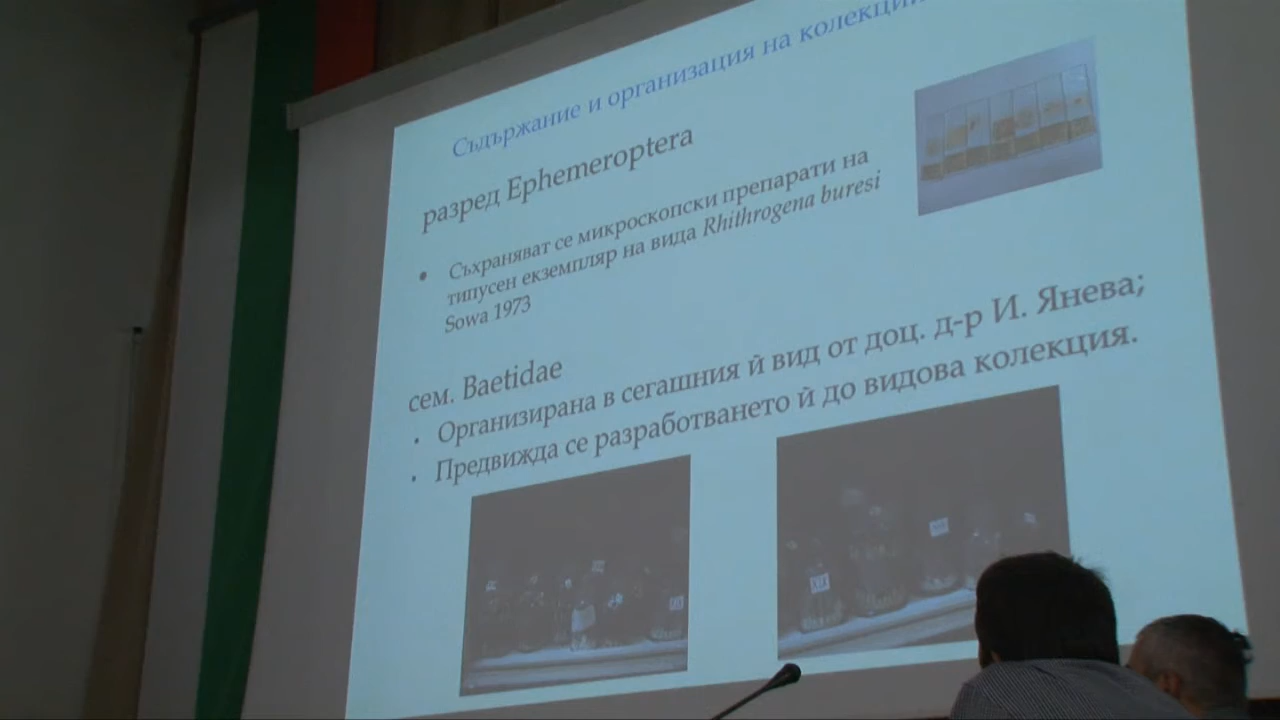 Съдържание и организация на колекции
разред Ephemeroptera
• Съхраняват се микроскопски препарати на
типусен екземпляр на вида Rhithrogena buresi
Sowa 1973
сем. Baetidae
• Организирана в сегашния ѝ вид от доц. д-р И. Янева;
• Предвижда се разработването ѝ до видова колекция.